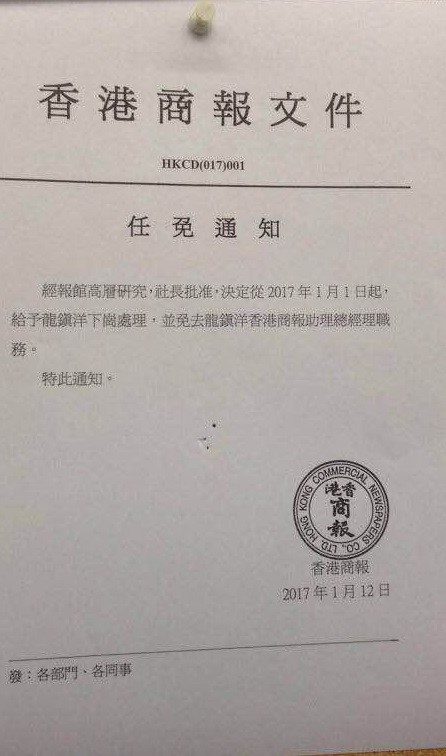 香港商報文件
HKCD(017)001
任免通知
經報館高層研究，社長批准，決定從 2017 年 1 月 1 日起，
給予龍鎮洋下崗處理，並免去龍鎮洋香港商報助理總經理職
務。
特此通知。
HONG KONG COMMERCIAL NEWSPAPERS CO., LTD.
港香
商
報
香港商報
2017 年 1 月 12 日
發：各部門、各同事